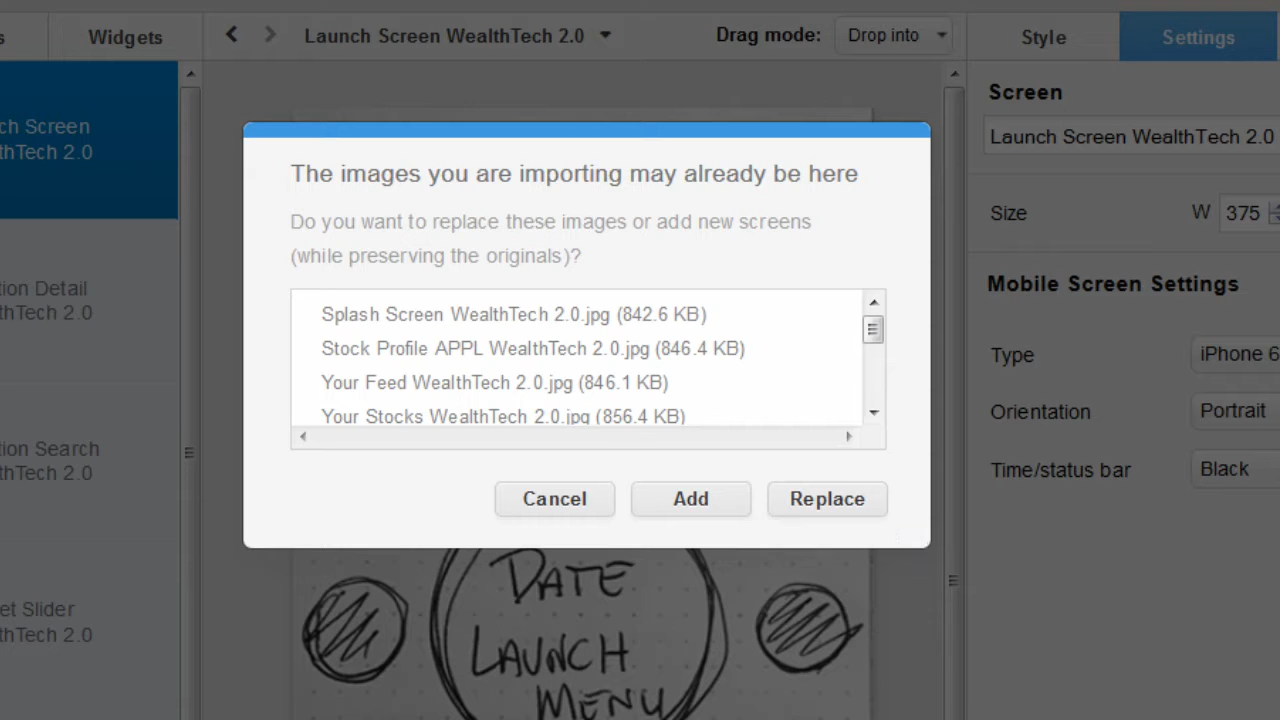 s
Widgets
Launch Screen WealthTech 2.0
Drag mode:
Drop into
Style
Settings
ch Screen
thTech 2.0
tion Detail
thTech 2.0
tion Search
thTech 2.0
et Slider
thTech 2.0
The images you are importing may already be here
Do you want to replace these images or add new screens
(while preserving the originals)?
Splash Screen WealthTech 2.0.jpg (842.6 KB)
Stock Profile APPL WealthTech 2.0.jpg (846.4 KB)
Your Feed WealthTech 2.0.jpg (846.1 KB)
Your Stocks WealthTech 2.0.jpg (856.4 KB)
Cancel
Add
Replace
DATE
LAUNCH
MENU
Screen
Launch Screen WealthTech 2.0
Size
W
375
Mobile Screen Settings
Type
iPhone 6
Orientation
Portrait
Time/status bar
Black